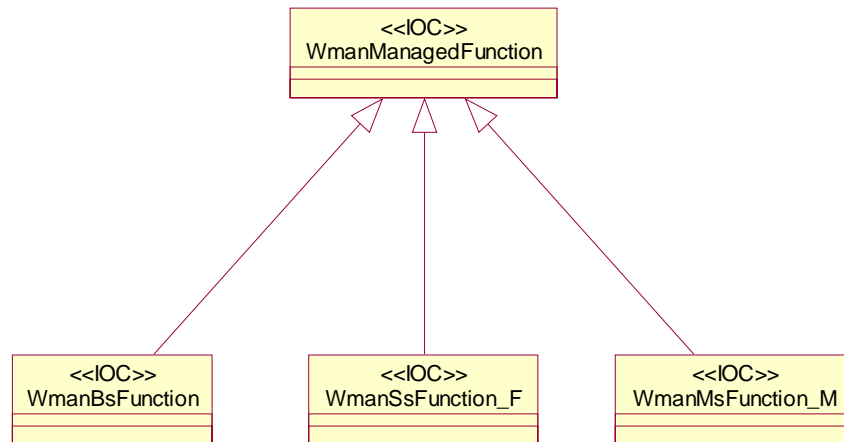 <<IOC>>
WmanManagedFunction
<<IOC>>
WmanBsFunction
<<IOC>>
WmanSsFunction_F
<<IOC>>
WmanMsFunction_M